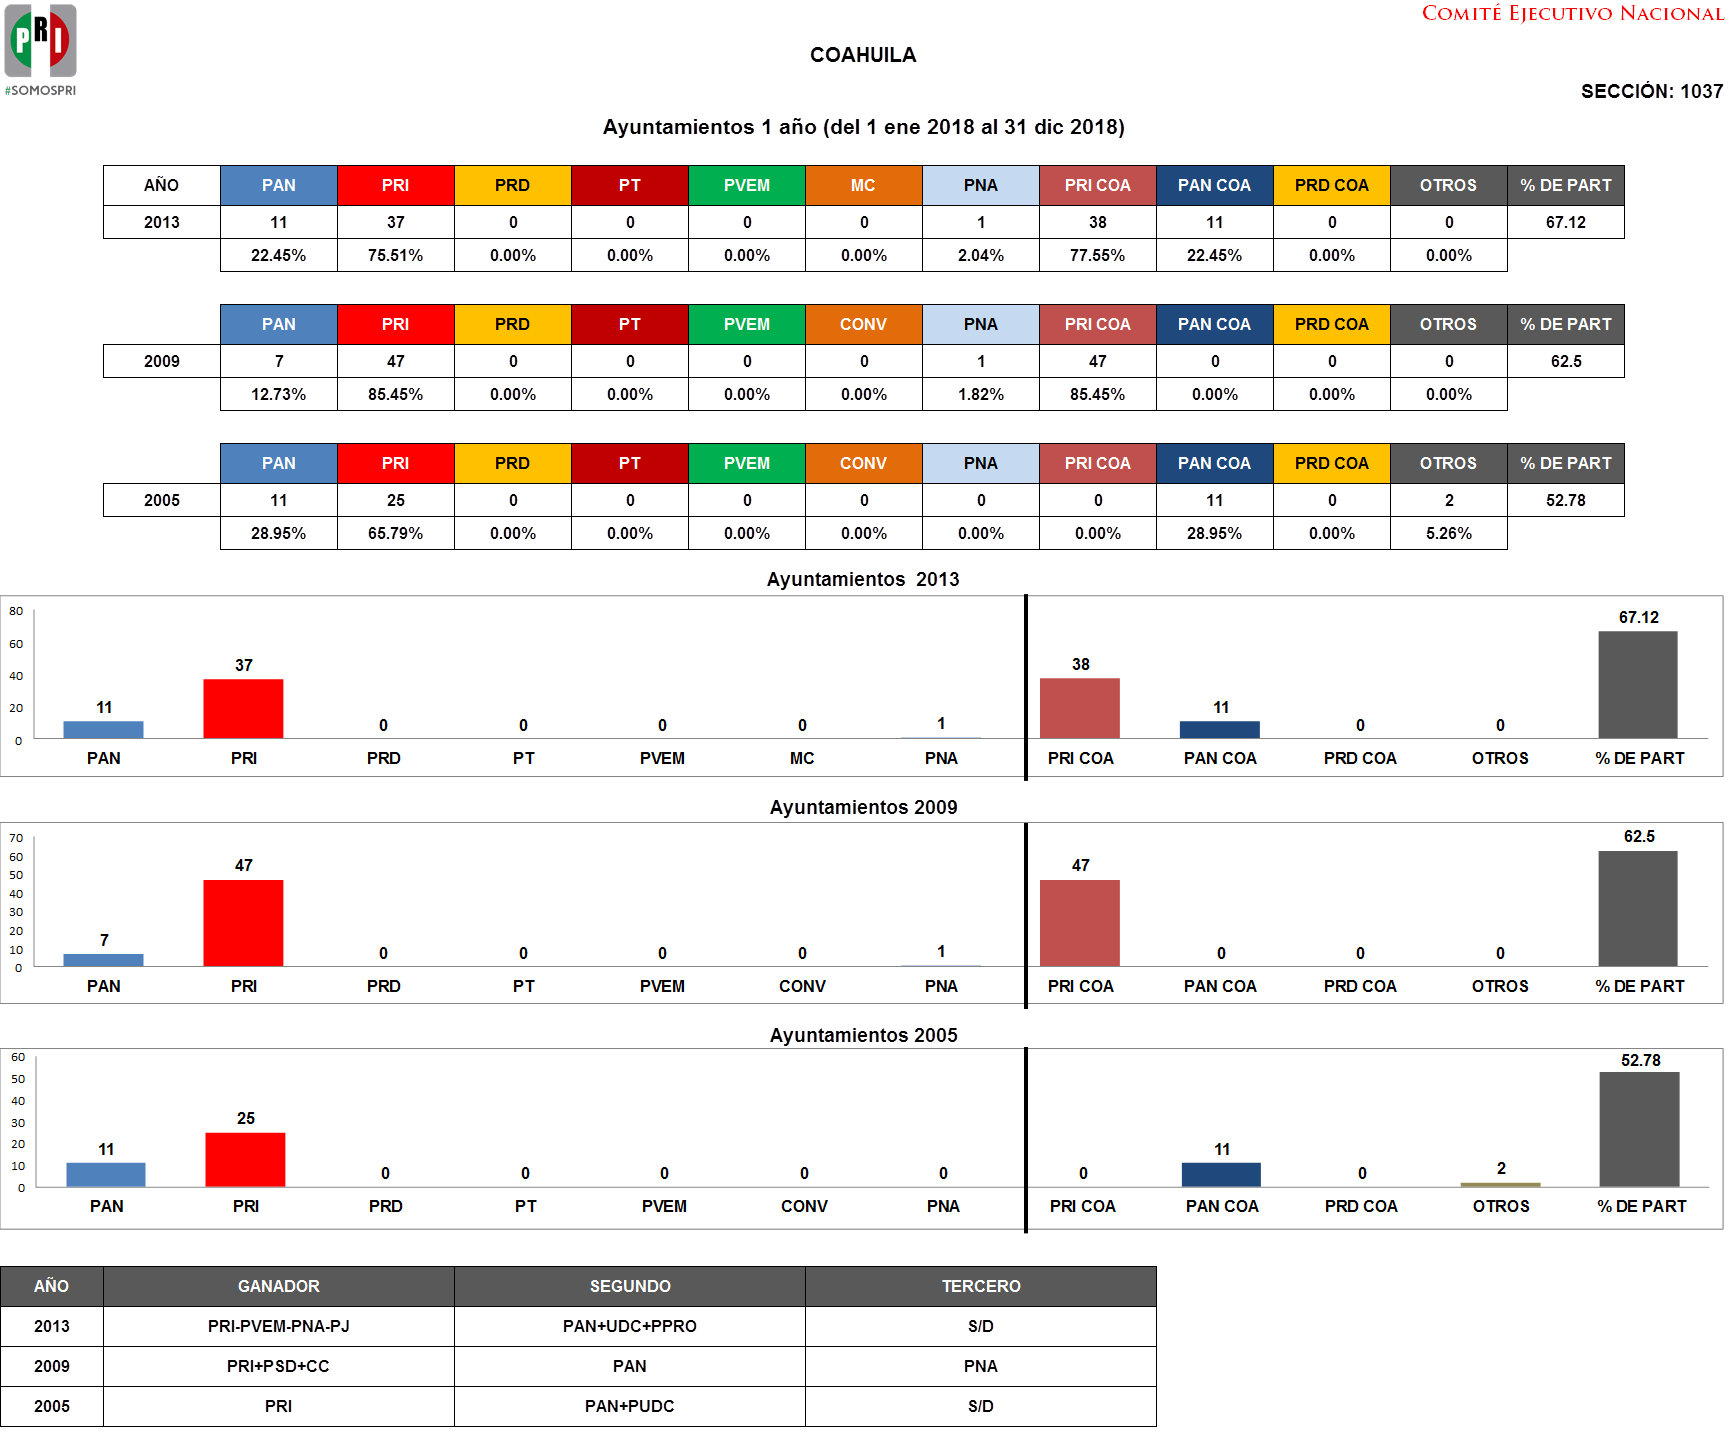 COMITÉ EJECUTIVO NACIONAL
PRI
#SOMOSPRI
COAHUILA
SECCIÓN: 1037
Ayuntamientos 1 año (del 1 ene 2018 al 31 dic 2018)
AÑO PAN PRI PRD PT PVEM MC PNA PRI COA PAN COA PRD COA OTROS % DE PART
2013 11 37 0 0 0 0 1 38 11 0 0 67.12
22.45% 75.51% 0.00% 0.00% 0.00% 0.00% 2.04% 77.55% 22.45% 0.00% 0.00%
PAN PRI PRD PT PVEM CONV PNA PRI COA PAN COA PRD COA OTROS % DE PART
2009 7 47 0 0 0 0 1 47 0 0 0 62.5
12.73% 85.45% 0.00% 0.00% 0.00% 0.00% 1.82% 85.45% 0.00% 0.00% 0.00%
PAN PRI PRD PT PVEM CONV PNA PRI COA PAN COA PRD COA OTROS % DE PART
2005 11 25 0 0 0 0 0 0 11 0 2 52.78
28.95% 65.79% 0.00% 0.00% 0.00% 0.00% 0.00% 0.00% 28.95% 0.00% 5.26%
Ayuntamientos 2013
80
60
40
20
0
11 37 0 0 0 0 1 38 11 0 0 67.12
PAN PRI PRD PT PVEM MC PNA PRI COA PAN COA PRD COA OTROS % DE PART
Ayuntamientos 2009
70
60
50
40
30
20
10
0
7 47 0 0 0 0 1 47 0 0 0 62.5
PAN PRI PRD PT PVEM CONV PNA PRI COA PAN COA PRD COA OTROS % DE PART
Ayuntamientos 2005
60
50
40
30
20
10
0
11 25 0 0 0 0 0 0 11 0 2 52.78
PAN PRI PRD PT PVEM CONV PNA PRI COA PAN COA PRD COA OTROS % DE PART
AÑO GANADOR SEGUNDO TERCERO
2013 PRI-PVEM-PNA-PJ PAN+UDC+PPRO S/D
2009 PRI+PSD+CC PAN PNA
2005 PRI PAN+PUDC S/D